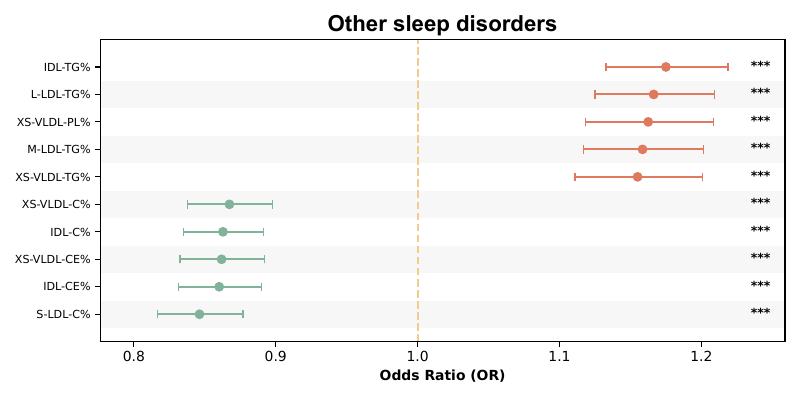 Other sleep disorders
IDL-TG% ***
L-LDL-TG% ***
XS-VLDL-PL% ***
M-LDL-TG% ***
XS-VLDL-TG% ***
XS-VLDL-C% ***
IDL-C% ***
XS-VLDL-CE% ***
IDL-CE% ***
S-LDL-C% ***
0.8 0.9 1.0 1.1 1.2
Odds Ratio (OR)